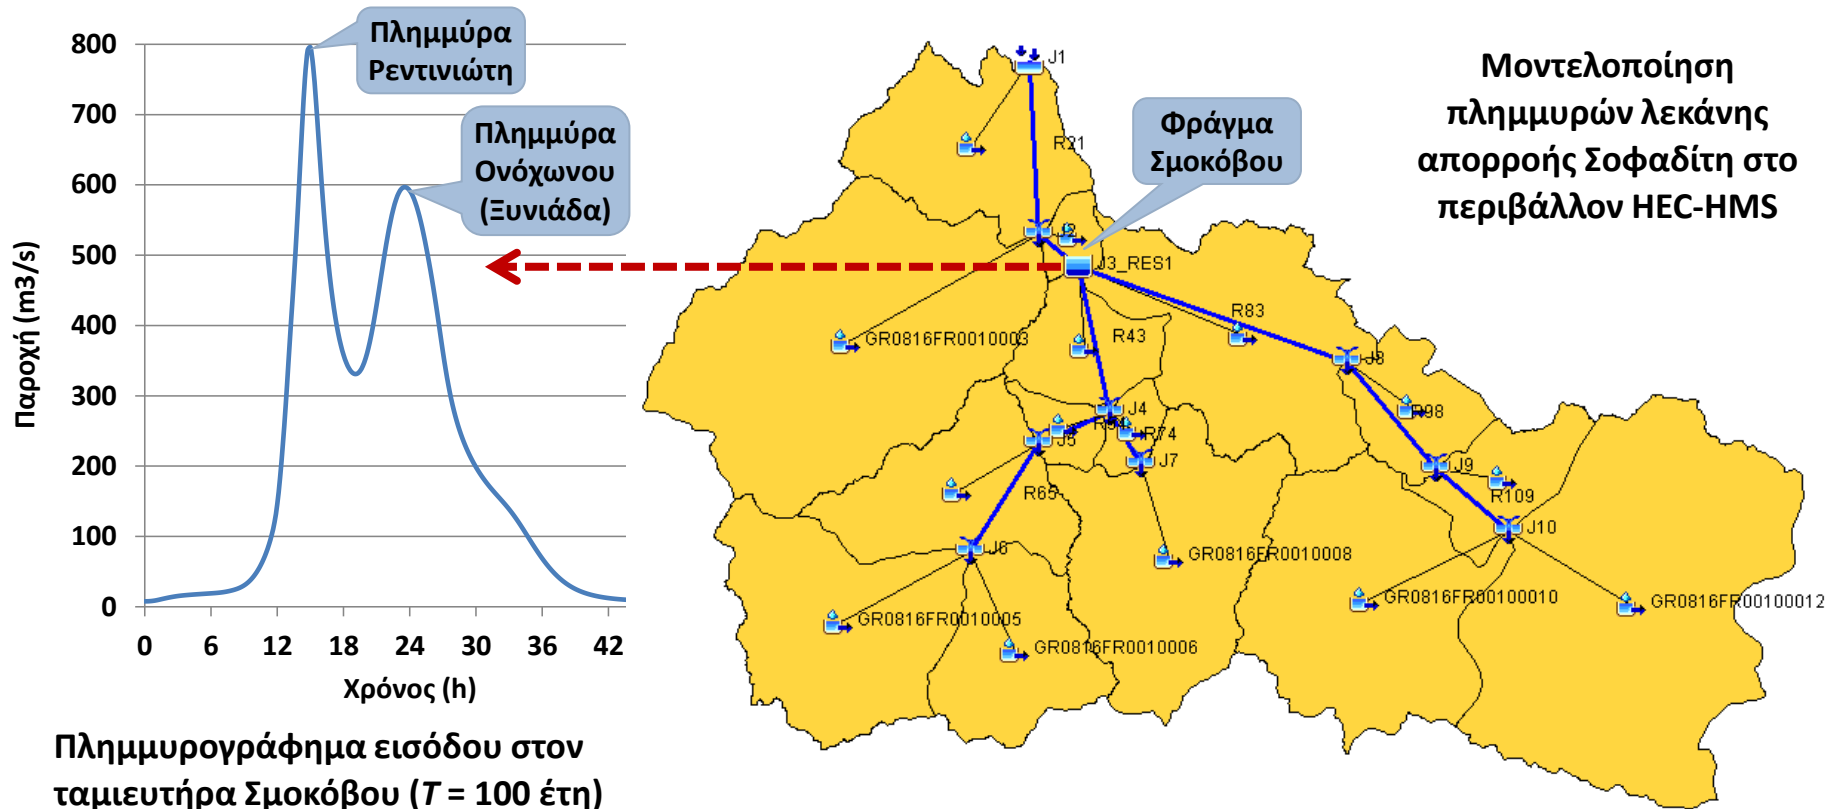 Πλημμύρα
Ρεντινιώτη
Πλημμύρα
Ονόχωνου
(Ξυνιάδα)
800
700
600
500
400
300
200
100
0
Παροχή (m3/s)
0 6 12 18 24 30 36 42
Χρόνος (h)
Πλημμυρογράφημα εισόδου στον
ταμιευτήρα Σμοκόβου (T = 100 έτη)
Μοντελοποίηση
πλημμυρών λεκάνης
απορροής Σοφαδίτη στο
περιβάλλον HEC-HMS
Φράγμα
Σμοκόβου
J1
R21
J3_RES1
R83
GR0816FR0010003
R43
J8
J4
R74
J5
J7
J9
R65
R109
J10
J6
GR0816FR0010008
GR0816FR00100010
GR0816FR00100012
GR0816FR0010005
GR0816FR0010006